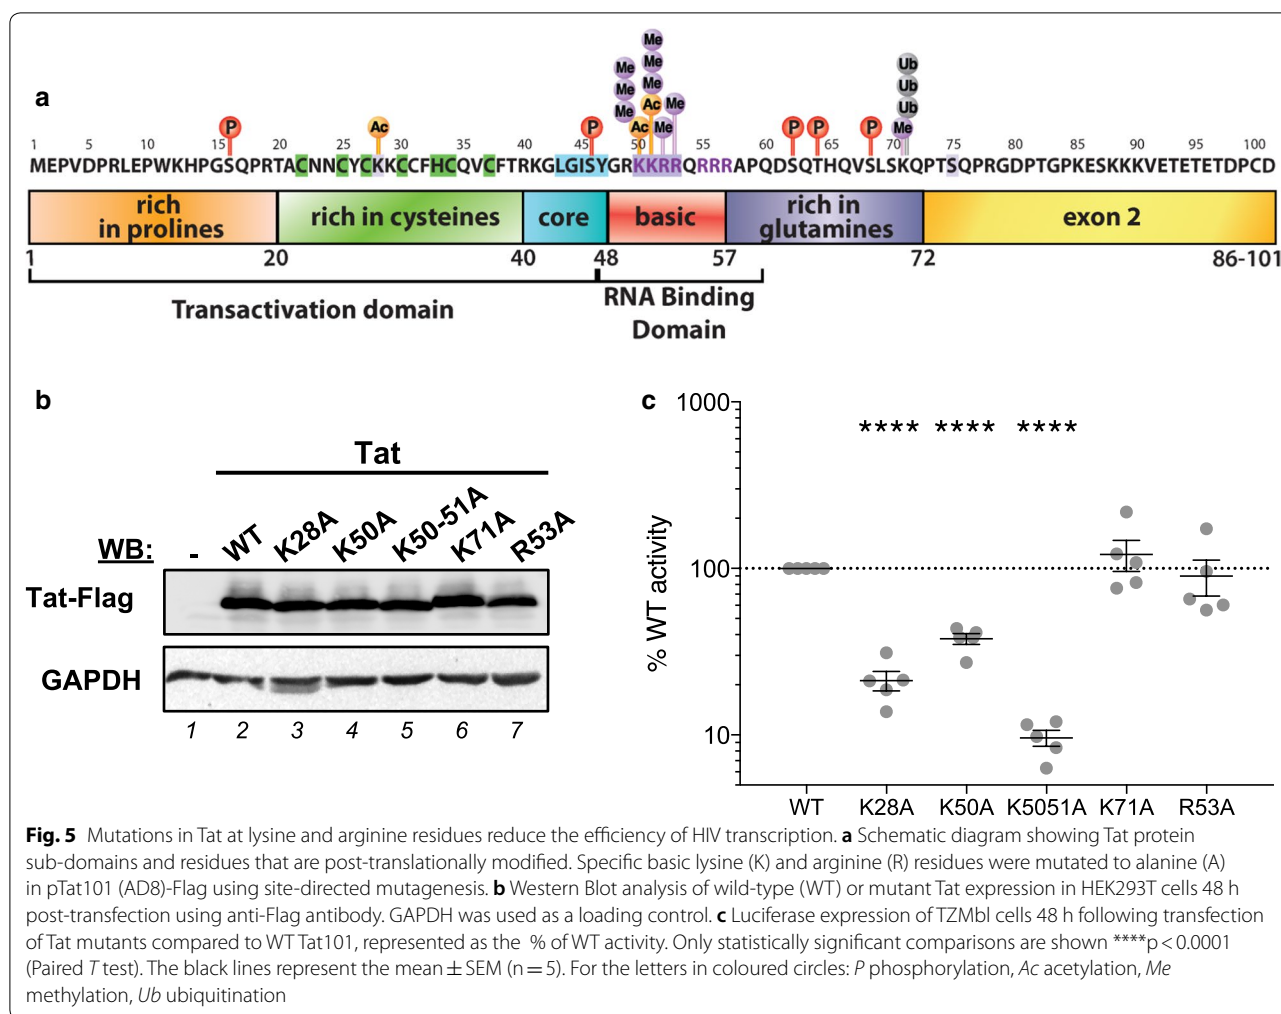 a
Me
Me Me Ub
Me Me Ub
Me Ac Me Ub
P Ac P Ac Me P P P Me
1 5 10 15 20 25 30 35 40 45 50 55 60 65 70 75 80 85 90 95 100
MEPVDPRLEPWKHPGSQPRTACNNCYCKKCCFHCQVCFTRKGLGISYGRKKRRQRRRAPQDSQTHQVSLSKQPTSQPRGDPTGPKESKKKVETETETDPCD
rich in prolines
rich in cysteines
core
basic
rich in glutamines
exon 2
1 20 40 48 57 72 86-101
Transactivation domain
RNA Binding
Domain
b
Tat
WB: - WT K28A K50A K50-51A K71A R53A
Tat-Flag
GAPDH
1 2 3 4 5 6 7
c
% WT activity
1000
100
10
**** **** ****
WT K28A K50A K5051A K71A R53A
Fig. 5 Mutations in Tat at lysine and arginine residues reduce the efficiency of HIV transcription. a Schematic diagram showing Tat protein
sub-domains and residues that are post-translationally modified. Specific basic lysine (K) and arginine (R) residues were mutated to alanine (A)
in pTat101 (AD8)-Flag using site-directed mutagenesis. b Western Blot analysis of wild-type (WT) or mutant Tat expression in HEK293T cells 48 h
post-transfection using anti-Flag antibody. GAPDH was used as a loading control. c Luciferase expression of TZMbl cells 48 h following transfection
of Tat mutants compared to WT Tat101, represented as the % of WT activity. Only statistically significant comparisons are shown ****p < 0.0001
(Paired T test). The black lines represent the mean ± SEM (n = 5). For the letters in coloured circles: P phosphorylation, Ac acetylation, Me
methylation, Ub ubiquitination